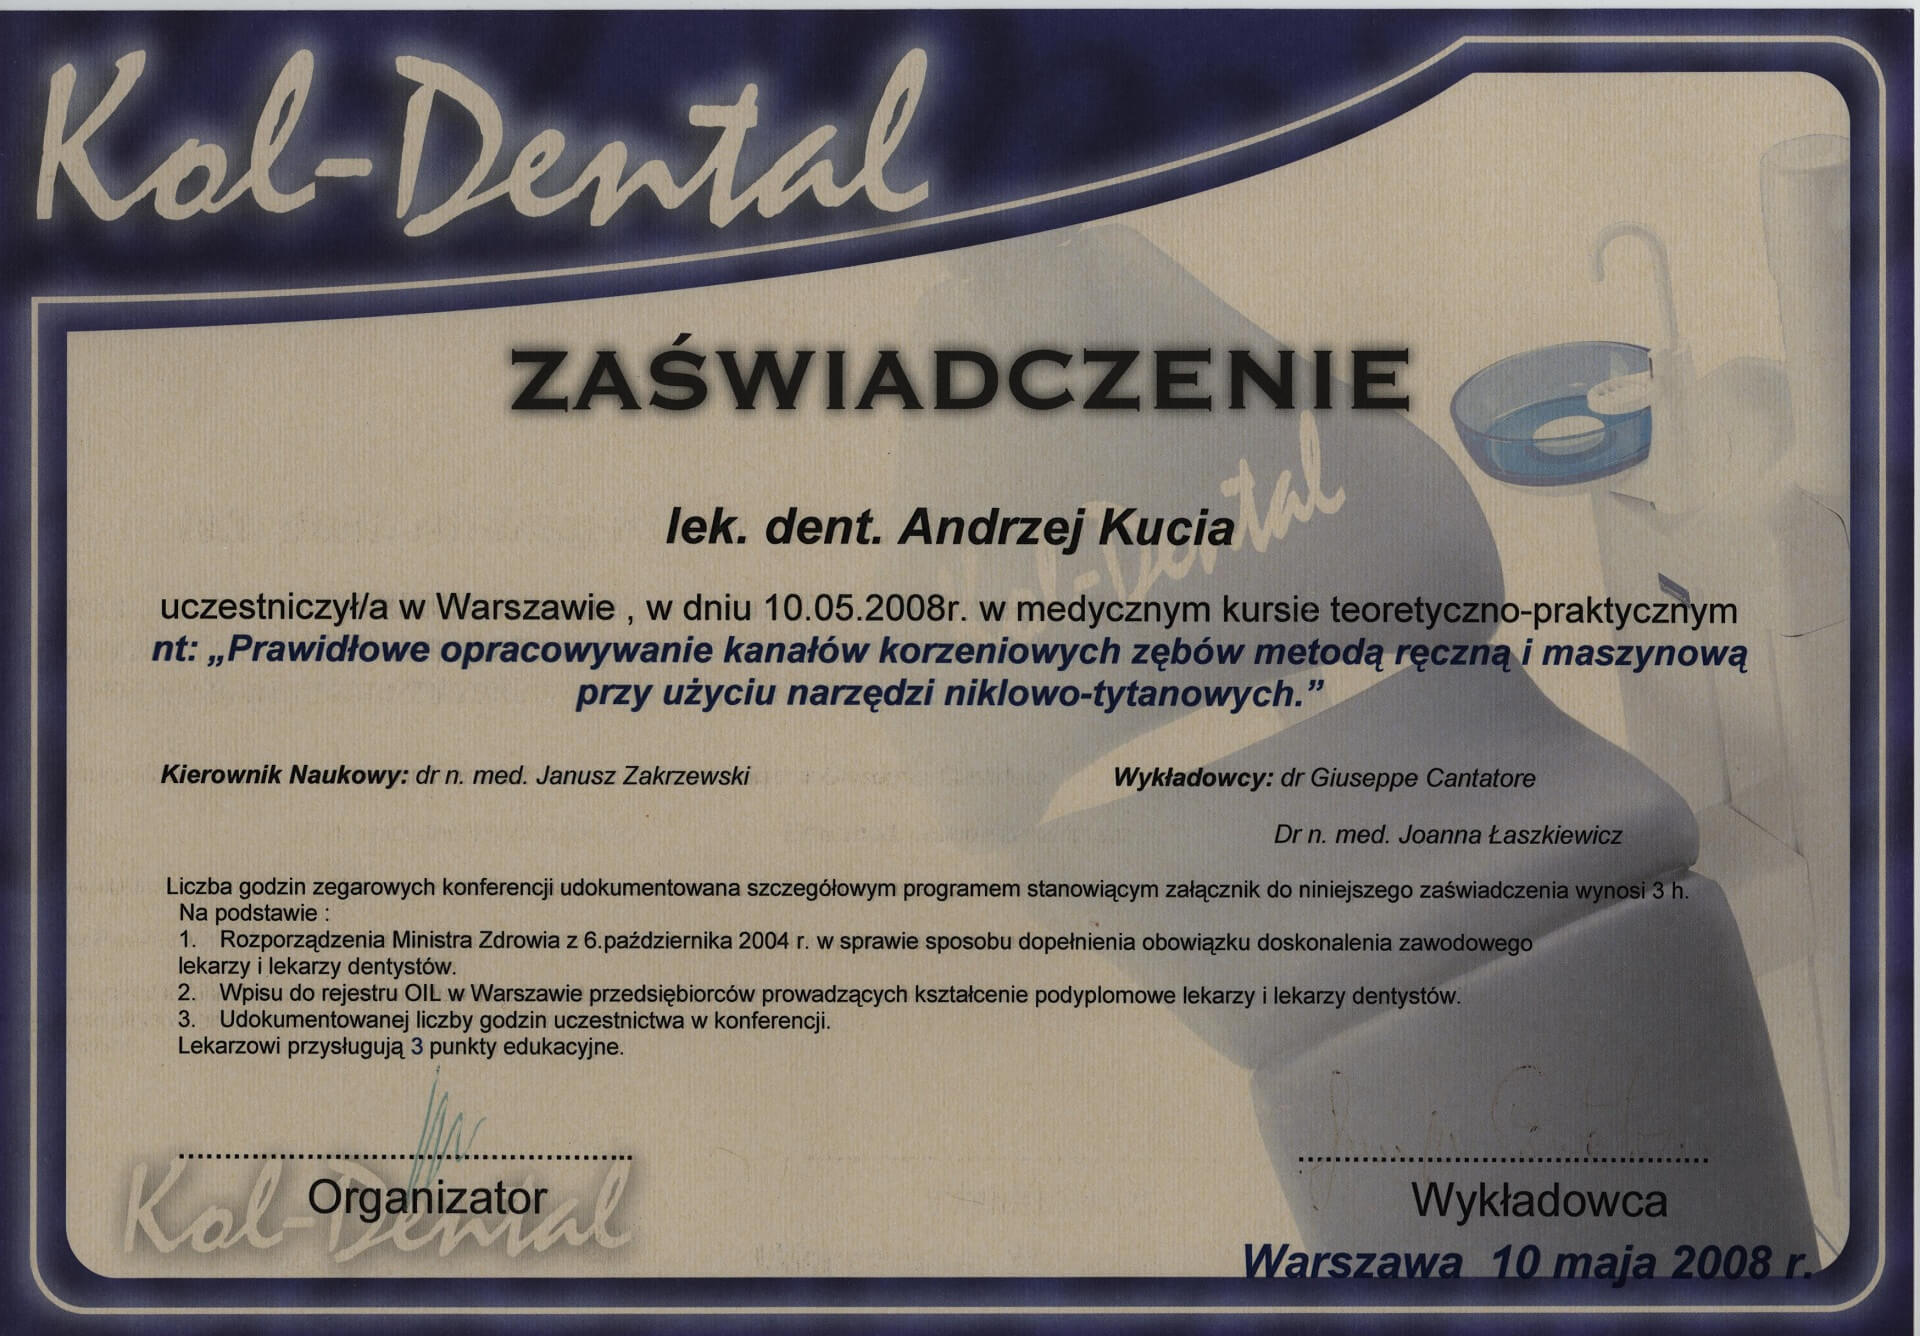 Kol-Dental
ZAŚWIADCZENIE
Kol-Dental
lek. dent. Andrzej Kucia
uczestniczył/a w Warszawie , w dniu 10.05.2008r. w medycznym kursie teoretyczno-praktycznym
nt: „Prawidłowe opracowywanie kanałów korzeniowych zębów metodą ręczną i maszynową
przy użyciu narzędzi niklowo-tytanowych.”
Kierownik Naukowy: dr n. med. Janusz Zakrzewski
Wykładowcy: dr Giuseppe Cantatore
Dr n. med. Joanna Łaszkiewicz
Liczba godzin zegarowych konferencji udokumentowana szczegółowym programem stanowiącym załącznik do niniejszego zaświadczenia wynosi 3 h.
Na podstawie :
1. Rozporządzenia Ministra Zdrowia z 6.października 2004 r. w sprawie sposobu dopełnienia obowiązku doskonalenia zawodowego
lekarzy i lekarzy dentystów.
2. Wpisu do rejestru OIL w Warszawie przedsiębiorców prowadzących kształcenie podyplomowe lekarzy i lekarzy dentystów.
3. Udokumentowanej liczby godzin uczestnictwa w konferencji.
Lekarzowi przysługują 3 punkty edukacyjne.
Organizator
Kol-Dental
Wykładowca
Warszawa 10 maja 2008 r.